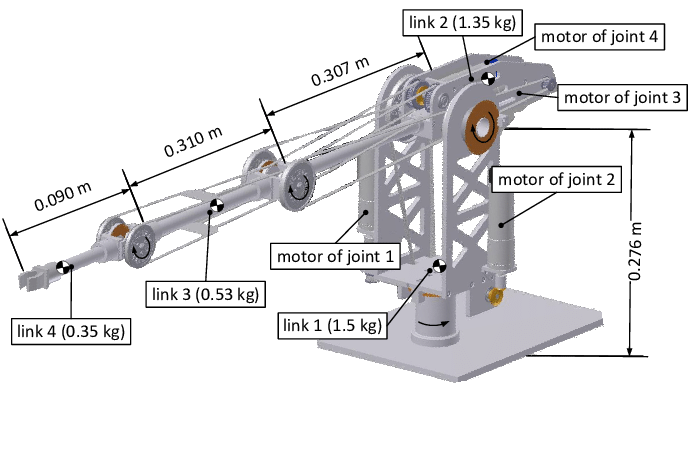 link 2 (1.35 kg)
motor of joint 4
0.307 m
motor of joint 3
0.310 m
motor of joint 2
0.090 m
motor of joint 1
0.276 m
link 3 (0.53 kg)
link 4 (0.35 kg)
link 1 (1.5 kg)